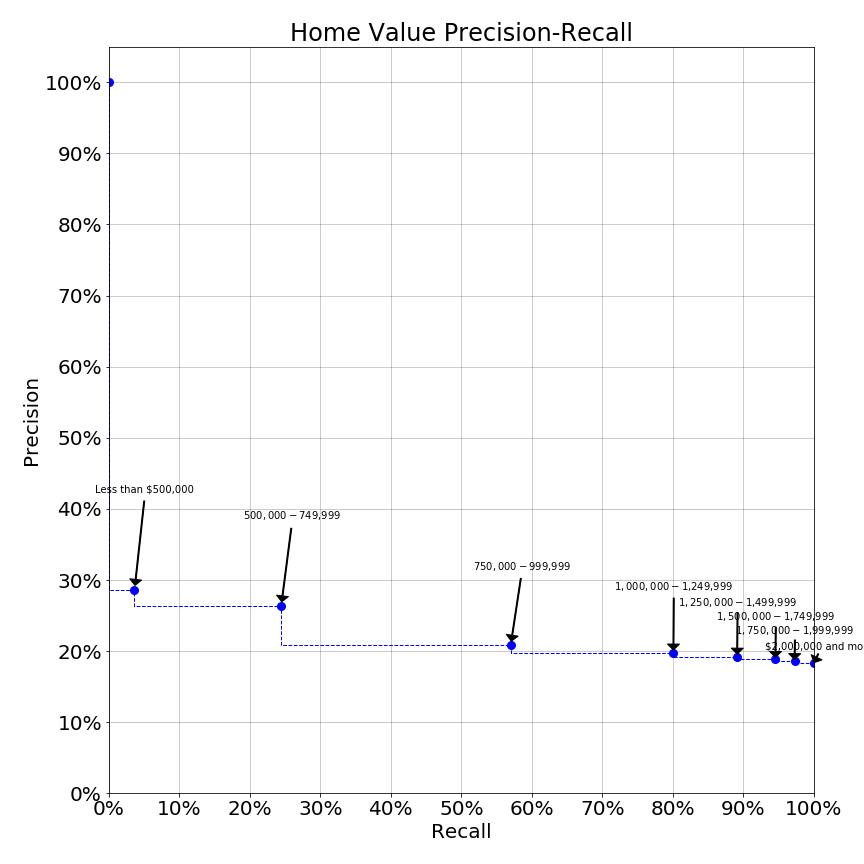 Home Value Precision-Recall
Precision
100%
90%
80%
70%
60%
50%
40%
30%
20%
10%
0%
Less than $500,000
500,000-749,999
750,000-999,999
1,000,000-1,249,999
1,250,000-1,499,999
1,500,000-1,749,999
1,750,000-1,999,999
$2,000,000 and mo
0% 10% 20% 30% 40% 50% 60% 70% 80% 90% 100%
Recall